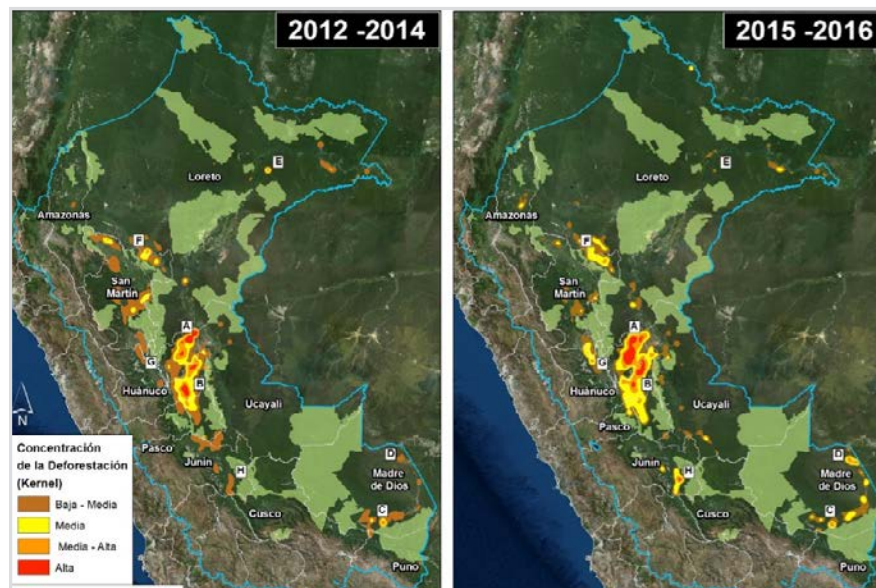 2012 -2014
E
Loreto
Amazonas
F
San
Martín
A
G
B
Huánuco
Ucayali
N
Pasco
D
Junín
H
Madre
de Dios
Cusco
C
Puno
Concentración
de la Deforestación
(Kernel)
Baja - Media
Media
Media - Alta
Alta
2015 -2016
E
Loreto
Amazonas
F
San
Martín
A
G
B
Huánuco
Ucayali
Pasco
D
Junín
H
Madre
de Dios
Cusco
C
Puno